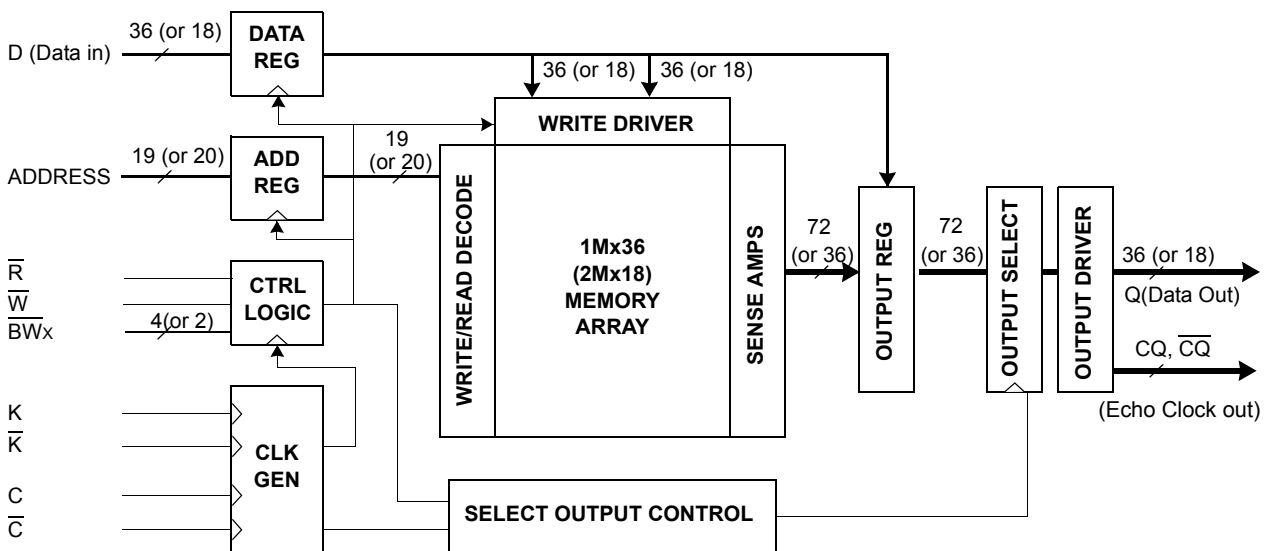 D (Data in)
36 (or 18)
DATA
REG
36 (or 18)
36 (or 18)
WRITE DRIVER
ADDRESS
19 (or 20)
ADD
REG
19
(or 20)
WRITE/READ DECODE
1Mx36
(2Mx18)
MEMORY
ARRAY
SENSE AMPS
72
(or 36)
OUTPUT REG
72
(or 36)
OUTPUT SELECT
OUTPUT DRIVER
36 (or 18)
Q(Data Out)
CQ, C̅Q̅
(Echo Clock out)
R̅
W̅
B̅W̅x
4(or 2)
CTRL
LOGIC
K
K̅
C
C̅
CLK
GEN
SELECT OUTPUT CONTROL